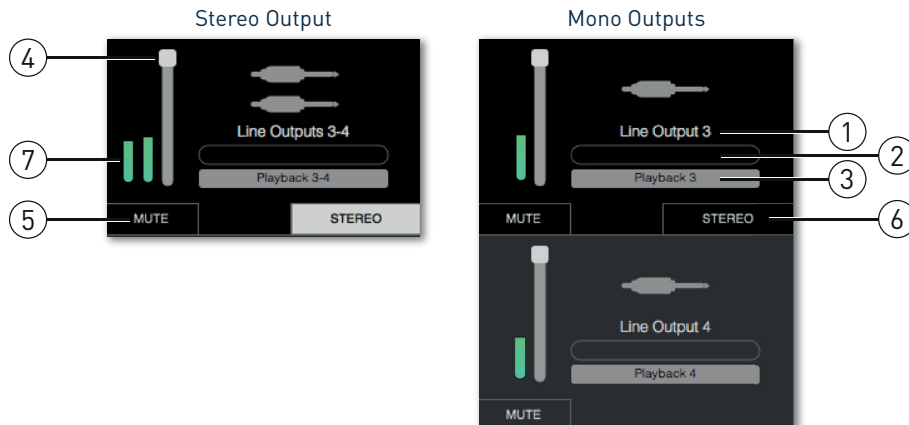 Stereo Output
4
Line Outputs 3-4
7
Playback 3-4
5
MUTE
STEREO
Mono Outputs
Line Output 3
1
2
Playback 3
3
MUTE
STEREO
6
Line Output 4
Playback 4
MUTE